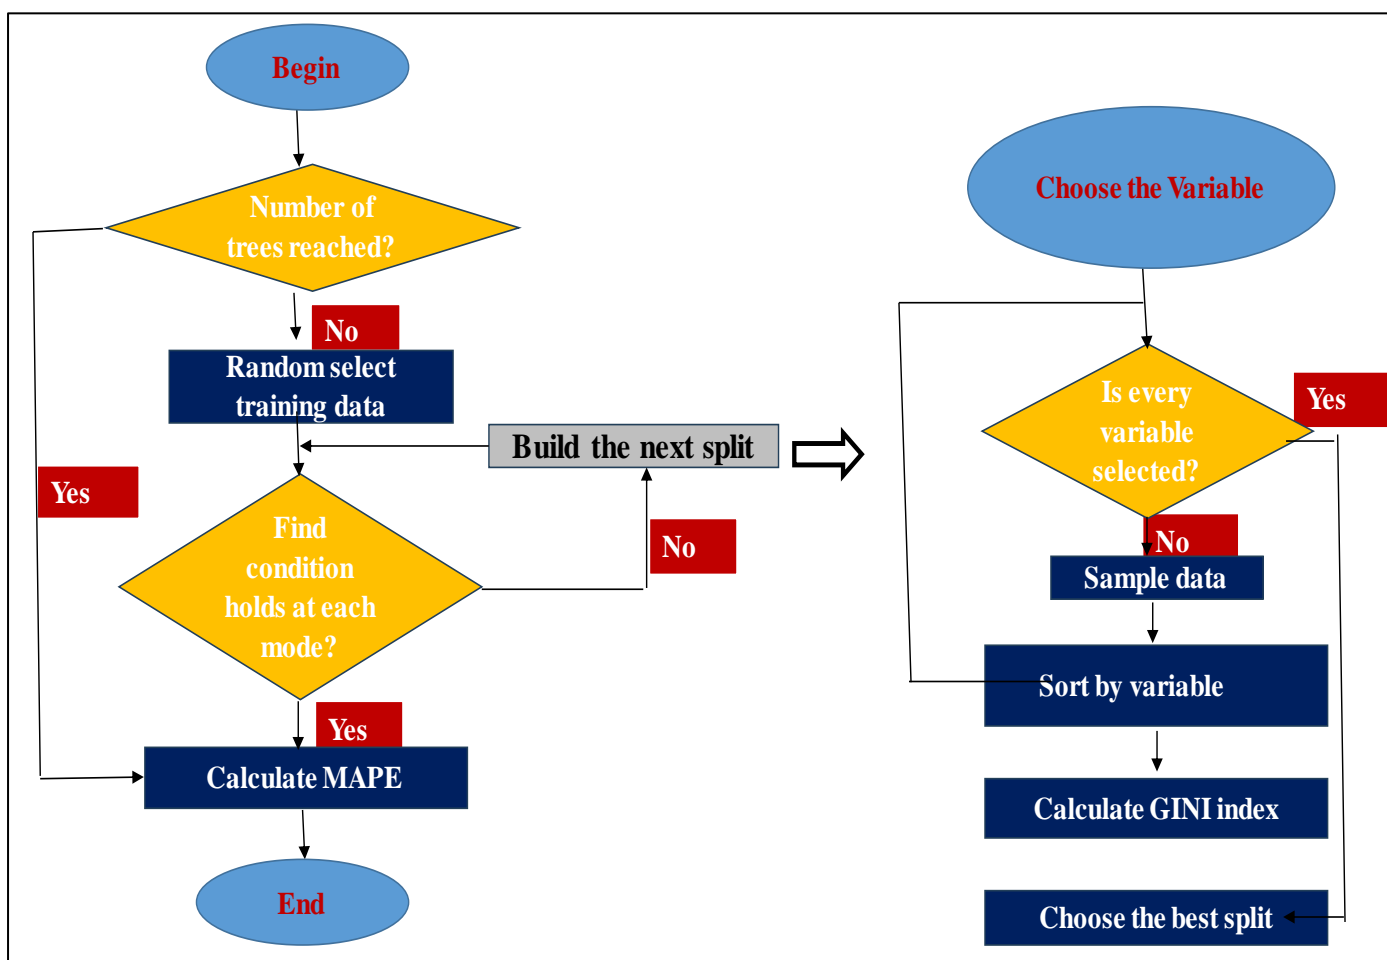 Begin
Number of
trees reached?
No
Random select
training data
Build the next split
Yes
Find
condition
holds at each
mode?
No
Yes
Calculate MAPE
End
Choose the Variable
Is every
variable
selected?
Yes
No
Sample data
Sort by variable
Calculate GINI index
Choose the best split